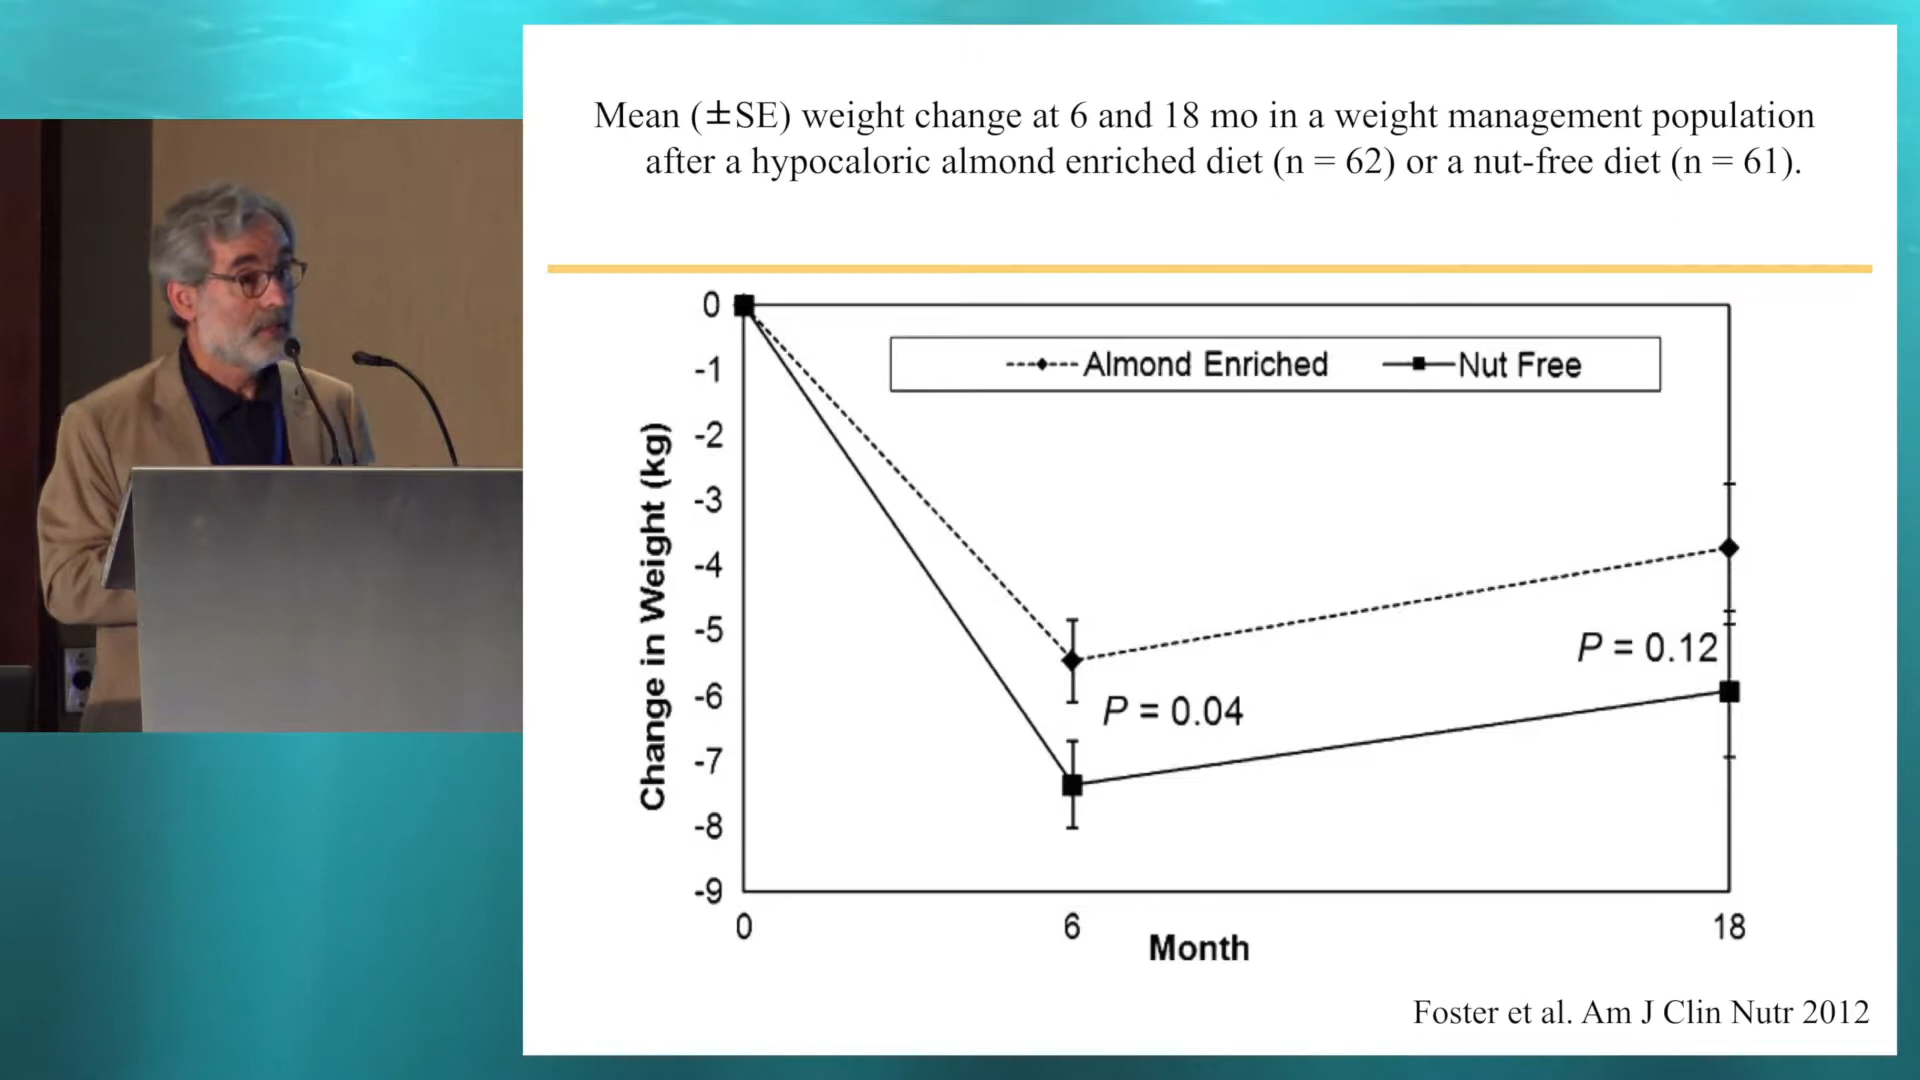 Mean (±SE) weight change at 6 and 18 mo in a weight management population
after a hypocaloric almond enriched diet (n = 62) or a nut-free diet (n = 61).
0
-1
-2
-3
-4
-5
-6
-7
-8
-9
Change in Weight (kg)
Almond Enriched
Nut Free
P = 0.04
P = 0.12
0
6
18
Month
Foster et al. Am J Clin Nutr 2012